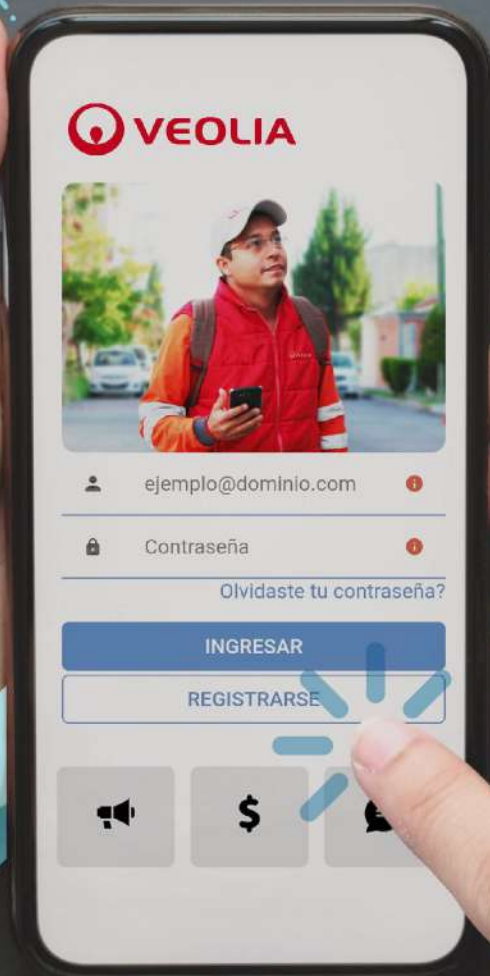 VEOLIA
ejemplo@dominio.com
Contraseña
Olvidaste tu contraseña?
INGRESAR
REGISTRARSE
$